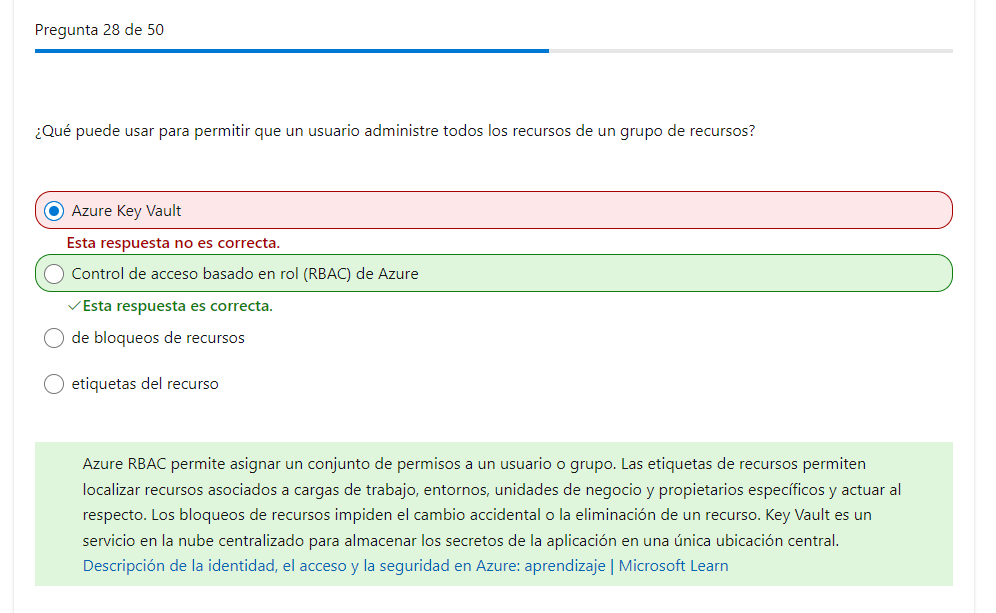 Pregunta 28 de 50
¿Qué puede usar para permitir que un usuario administre todos los recursos de un grupo de recursos?
Azure Key Vault
Esta respuesta no es correcta.
Control de acceso basado en rol (RBAC) de Azure
Esta respuesta es correcta.
de bloqueos de recursos
etiquetas del recurso
Azure RBAC permite asignar un conjunto de permisos a un usuario o grupo. Las etiquetas de recursos permiten
localizar recursos asociados a cargas de trabajo, entornos, unidades de negocio y propietarios específicos y actuar al
respecto. Los bloqueos de recursos impiden el cambio accidental o la eliminación de un recurso. Key Vault es un
servicio en la nube centralizado para almacenar los secretos de la aplicación en una única ubicación central.
Descripción de la identidad, el acceso y la seguridad en Azure: aprendizaje | Microsoft Learn